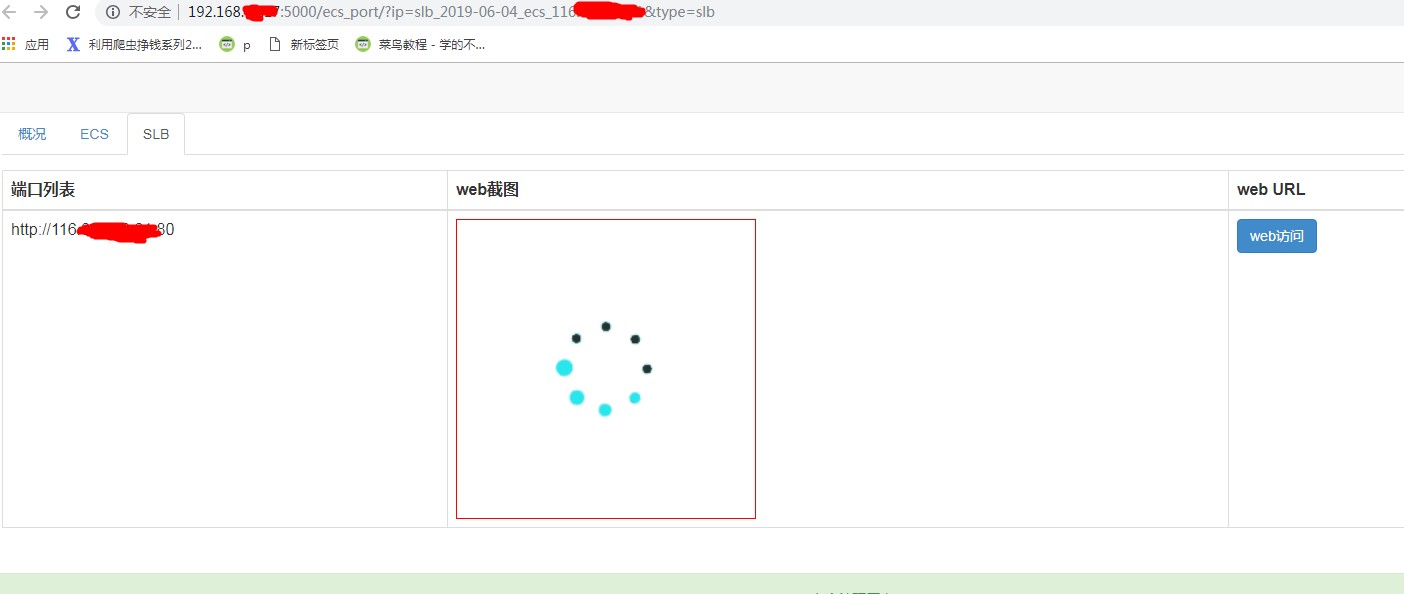 不安全 | 192.168. 7:5000/ecs_port/?ip=slb_2019-06-04_ecs_116. &type=slb
应用 利用爬虫挣钱系列2... p 新标签页 菜鸟教程 - 学的不...
概况 ECS SLB
端口列表 web截图 web URL
http://116. 80 web访问